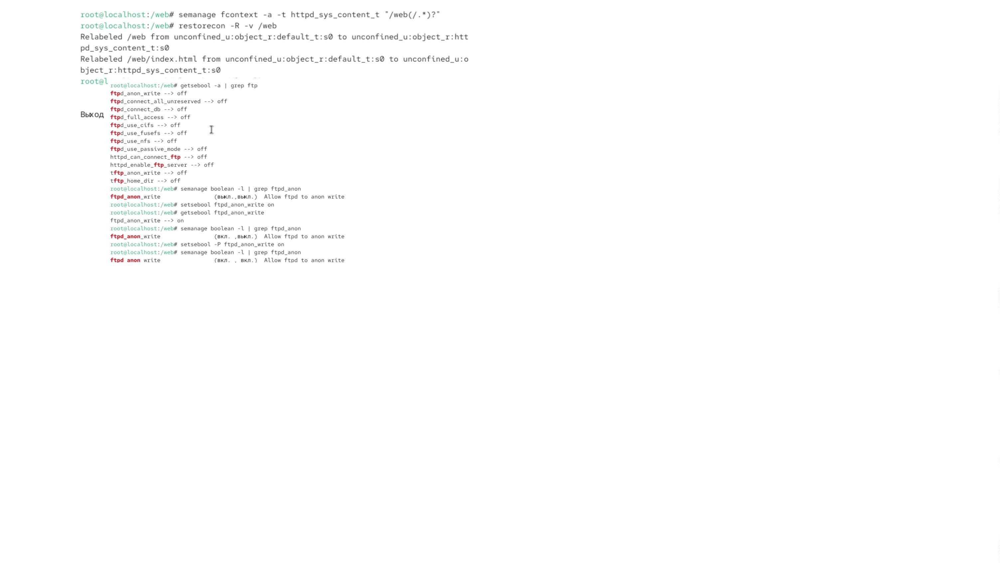 root@localhost:/web# semanage fcontext -a -t httpd_sys_content_t "/web(/.*)?"
root@localhost:/web# restorecon -R -v /web
Relabeled /web from unconfined_u:object_r:default_t:s0 to unconfined_u:object_r:htt
pd_sys_content_t:s0
Relabeled /web/index.html from unconfined_u:object_r:default_t:s0 to unconfined_u:o
bject_r:httpd_sys_content_t:s0
root@l
root@localhost:/web# getsebool -a | grep ftp
ftpd_anon_write --> off
ftpd_connect_all_unreserved --> off
ftpd_connect_db --> off
Выход
ftpd_full_access --> off
ftpd_use_cifs --> off
ftpd_use_fusefs --> off
ftpd_use_nfs --> off
ftpd_use_passive_mode --> off
httpd_can_connect_ftp --> off
httpd_enable_ftp_server --> off
tftp_anon_write --> off
tftp_home_dir --> off
root@localhost:/web# semanage boolean -l | grep ftpd_anon
ftpd_anon_write                (выкл.,выкл.)  Allow ftpd to anon write
root@localhost:/web# setsebool ftpd_anon_write on
root@localhost:/web# getsebool ftpd_anon_write
ftpd_anon_write --> on
root@localhost:/web# semanage boolean -l | grep ftpd_anon
ftpd_anon_write                (вкл. ,выкл.)  Allow ftpd to anon write
root@localhost:/web# setsebool -P ftpd_anon_write on
root@localhost:/web# semanage boolean -l | grep ftpd_anon
ftpd_anon_write                (вкл. , вкл.)  Allow ftpd to anon write